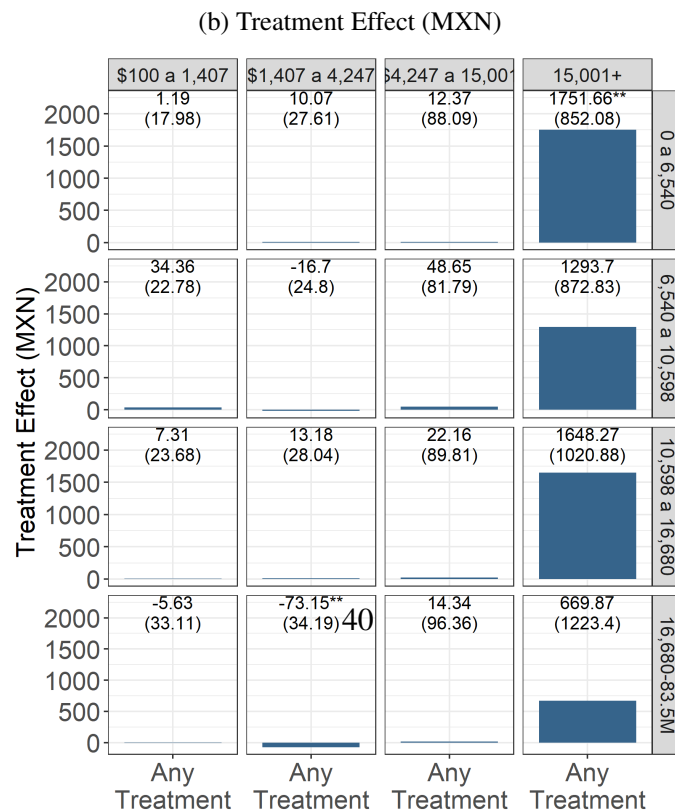 (b) Treatment Effect (MXN)
$100 a 1,407 $1,407 a 4,247 $4,247 a 15,001 15,001+
2000 1.19 10.07 12.37 1751.66**
(17.98) (27.61) (88.09) (852.08)
1500
1000
500
0
0 a 6,540
2000 34.36 -16.7 48.65 1293.7
(22.78) (24.8) (81.79) (872.83)
1500
1000
500
0
6,540 a 10,598
2000 7.31 13.18 22.16 1648.27
(23.68) (28.04) (89.81) (1020.88)
1500
1000
500
0
10,598 a 16,680
2000 -5.63 -73.15** 14.34 669.87
(33.11) (34.19) 40 (96.36) (1223.4)
1500
1000
500
0
16,680-83.5M
Treatment Effect (MXN)
Any Any Any Any
Treatment Treatment Treatment Treatment